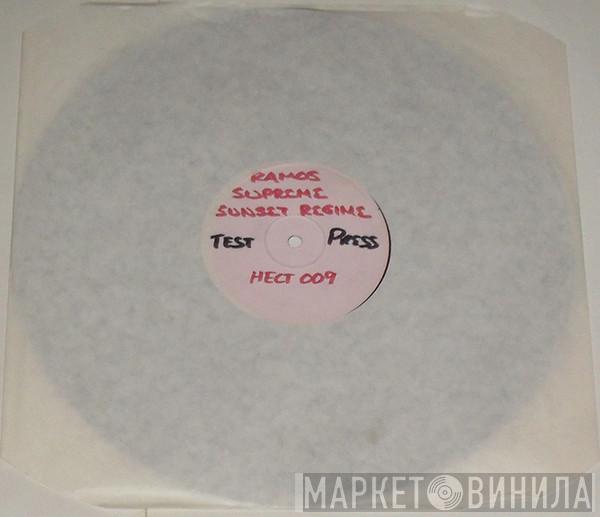 RAMOS
SUPREME
SUNSET REGIME
TEST PRESS
HECT 009
МАРКЕТ ВИНИЛА